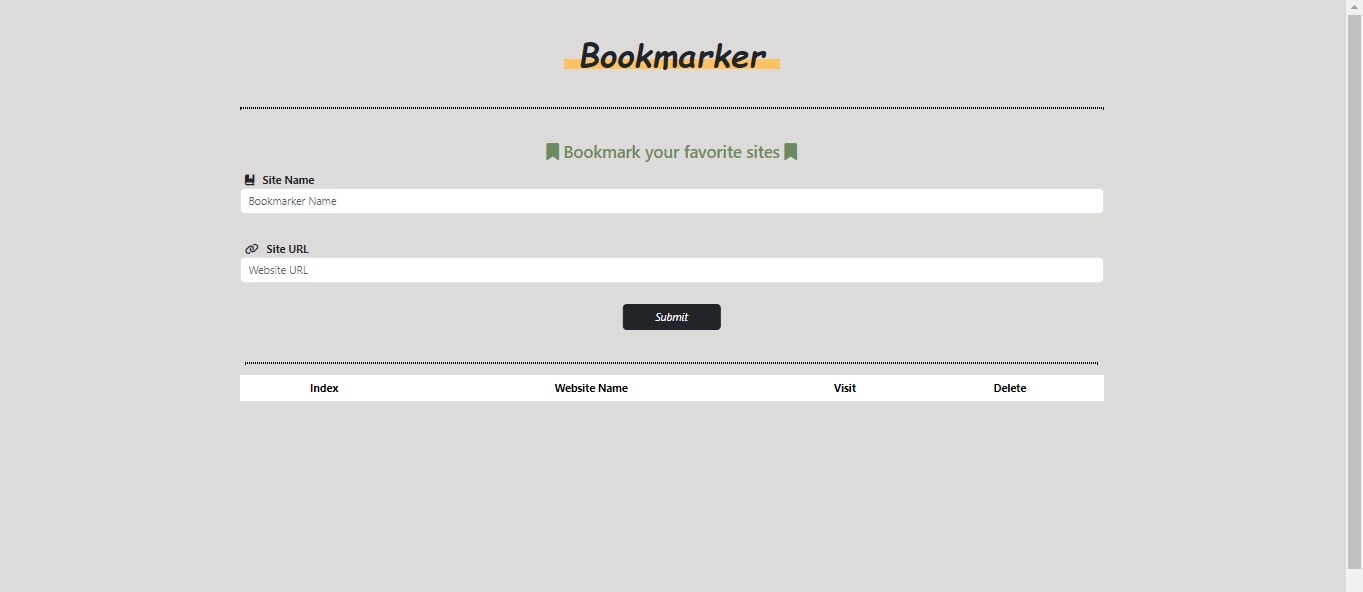 Bookmarker
Bookmark your favorite sites
Site Name
Bookmarker Name
Site URL
Website URL
Submit
Index Website Name Visit Delete